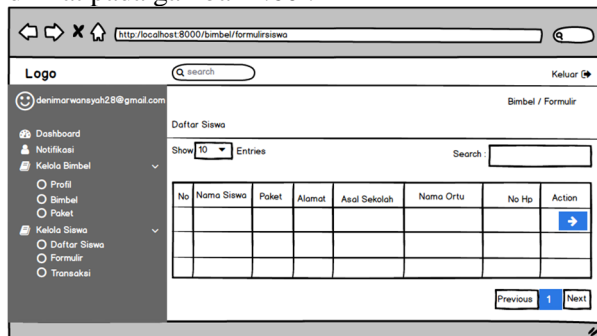 http:/localhost:8000/bimbel/formulirsiswa
Logo
search
Keluar
denimarwansyah28@gmail.com
Bimbel / Formulir
Dashboard
Notifikasi
Kelola Bimbel
Profil
Bimbel
Paket
Kelola Siswa
Daftar Siswa
Formulir
Transaksi
Daftar Siswa
Show 10 Entries
Search :
No Nama Siswa Paket Alamat Asal Sekolah Nama Ortu No Hp Action
Previous 1 Next